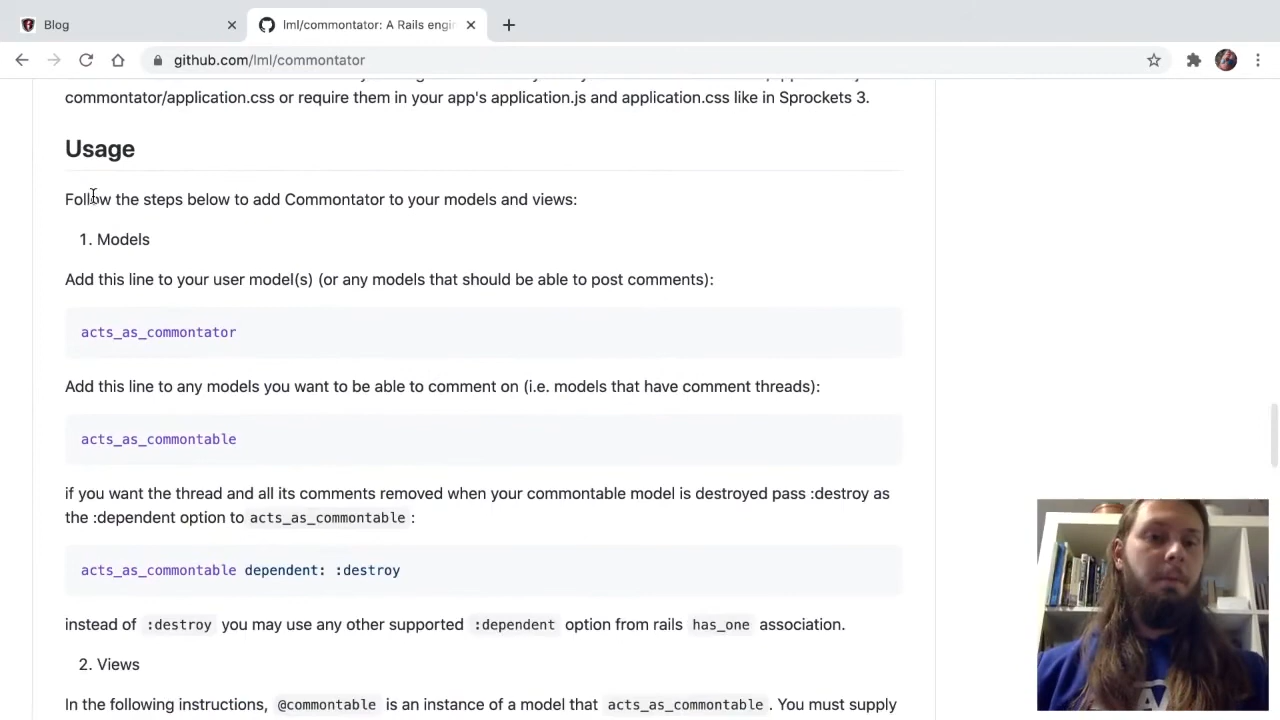 Blog
lml/commontator: A Rails engin
github.com/lml/commontator
commontator/application.css or require them in your app's application.js and application.css like in Sprockets 3.
Usage
Follow the steps below to add Commontator to your models and views:
1. Models
Add this line to your user model(s) (or any models that should be able to post comments):
acts_as_commontator
Add this line to any models you want to be able to comment on (i.e. models that have comment threads):
acts_as_commontable
if you want the thread and all its comments removed when your commontable model is destroyed pass :destroy as
the :dependent option to acts_as_commontable :
acts_as_commontable dependent: :destroy
instead of :destroy you may use any other supported :dependent option from rails has_one association.
2. Views
In the following instructions, @commontable is an instance of a model that acts_as_commontable . You must supply